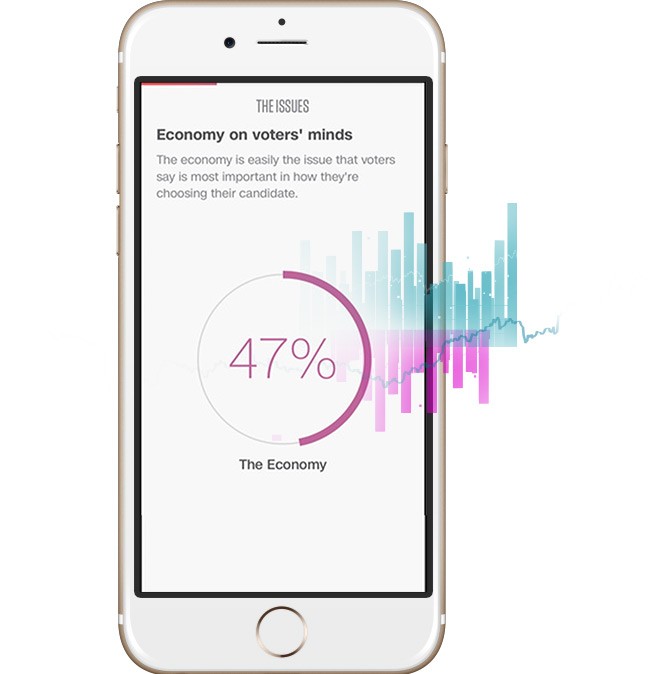 THE ISSUES
Economy on voters' minds
The economy is easily the issue that voters
say is most important in how they're
choosing their candidate.
47%
The Economy